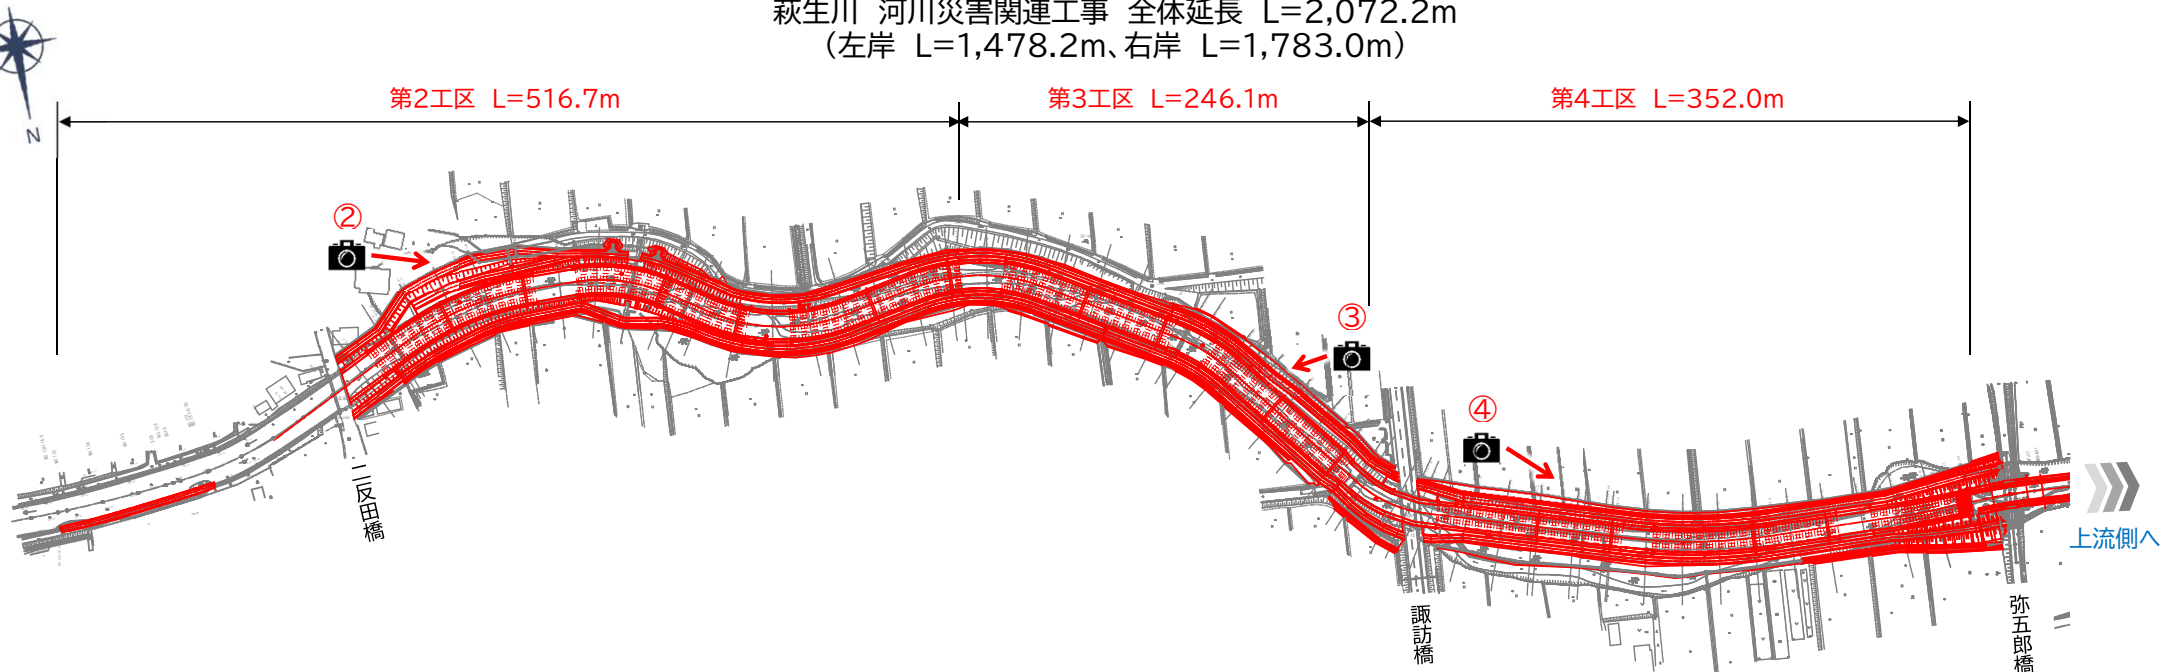 萩生川 河川災害関連工事 全体延長 L=2,072.2m
（左岸 L=1,478.2m、右岸 L=1,783.0m）
第2工区 L=516.7m
第3工区 L=246.1m
第4工区 L=352.0m
N
②
③
④
二反田橋
諏訪橋
弥五郎橋
上流側へ